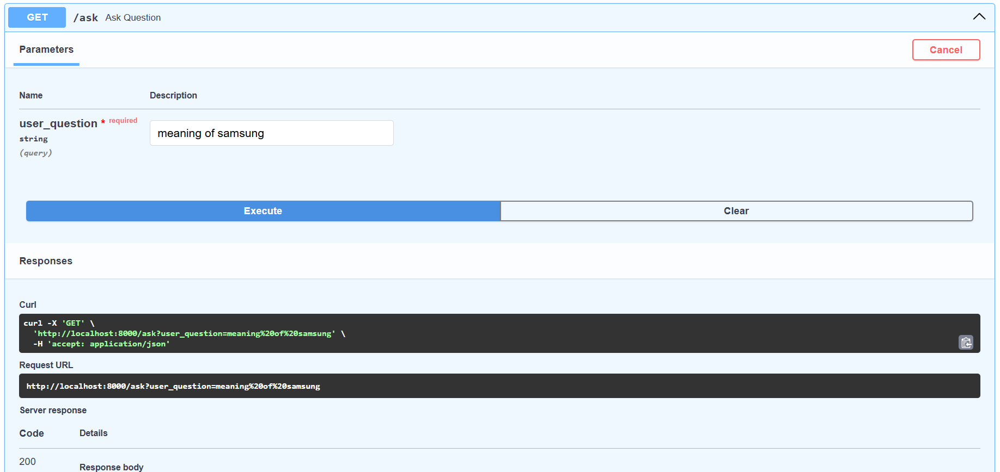 GET /ask Ask Question
Parameters
Cancel
Name Description
user_question * required
string
(query)
meaning of samsung
Execute Clear
Responses
Curl
curl -X 'GET' \
'http://localhost:8000/ask?user_question=meaning%20of%20samsung' \
-H 'accept: application/json'
Request URL
http://localhost:8000/ask?user_question=meaning%20of%20samsung
Server response
Code Details
200
Response body